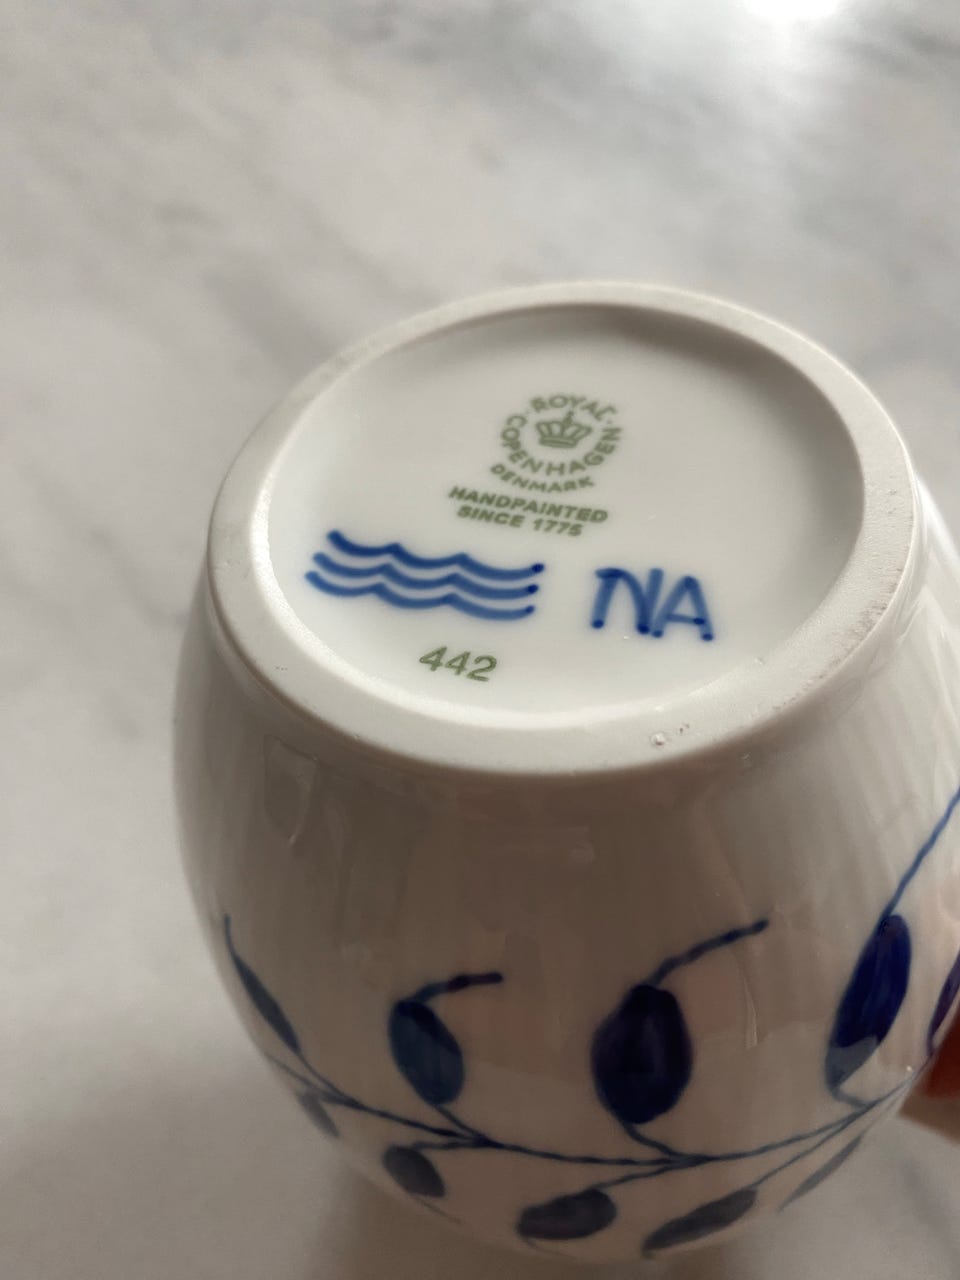 ROYAL
COPENHAGEN
DENMARK
HANDPAINTED
SINCE 1775
NA
442